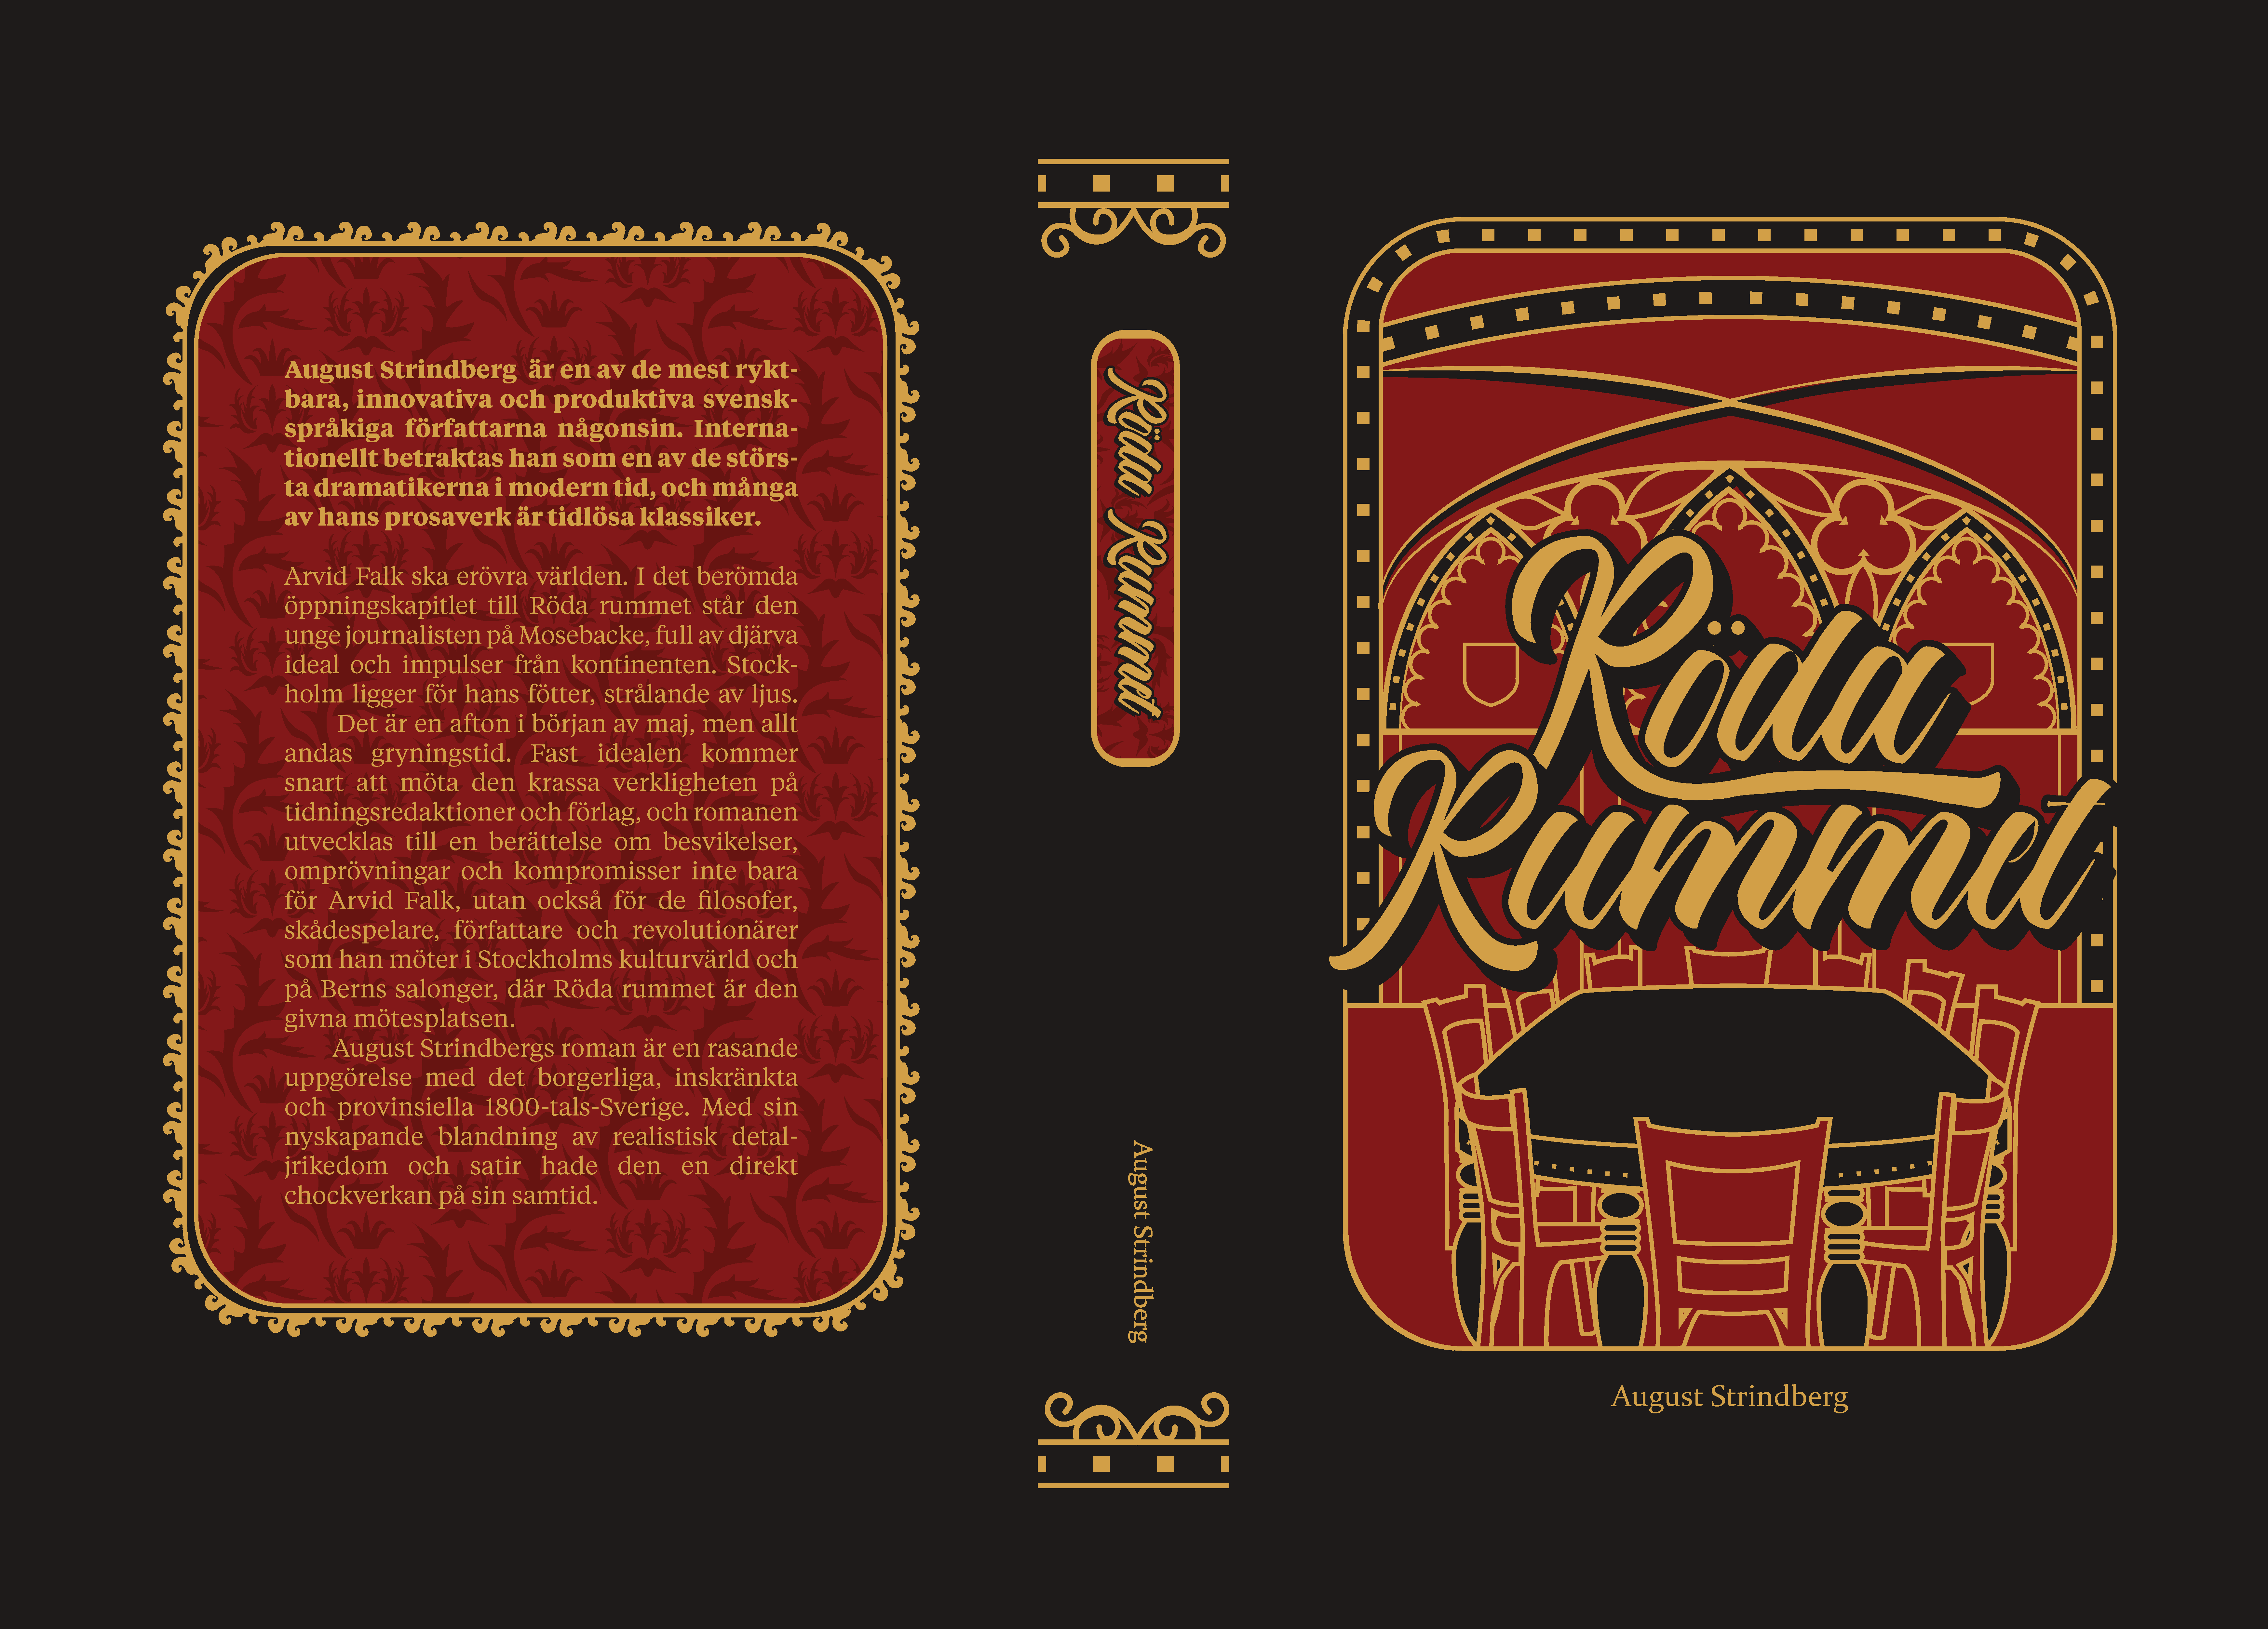 August Strindberg är en av de mest rykt-
bara, innovativa och produktiva svensk-
språkiga författarna någonsin. Interna-
tionellt betraktas han som en av de störs-
ta dramatikerna i modern tid, och många
av hans prosaverk är tidlösa klassiker.
Arvid Falk ska erövra världen. I det berömda
öppningskapitlet till Röda rummet står den
unge journalisten på Mosebacke, full av djärva
ideal och impulser från kontinenten. Stock-
holm ligger för hans fötter, strålande av ljus.
Det är en afton i början av maj, men allt
andas gryningstid. Fast idealen kommer
snart att möta den krassa verkligheten på
tidningsredaktioner och förlag, och romanen
utvecklas till en berättelse om besvikelser,
omprövningar och kompromisser inte bara
för Arvid Falk, utan också för de filosofer,
skådespelare, författare och revolutionärer
som han möter i Stockholms kulturvärld och
på Berns salonger, där Röda rummet är den
givna mötesplatsen.
August Strindbergs roman är en rasande
uppgörelse med det borgerliga, inskränkta
och provinsiella 1800-tals-Sverige. Med sin
nyskapande blandning av realistisk detal-
jrikedom och satir hade den en direkt
chockverkan på sin samtid.
Röda Rummet
August Strindberg
Röda
Rummet
August Strindberg